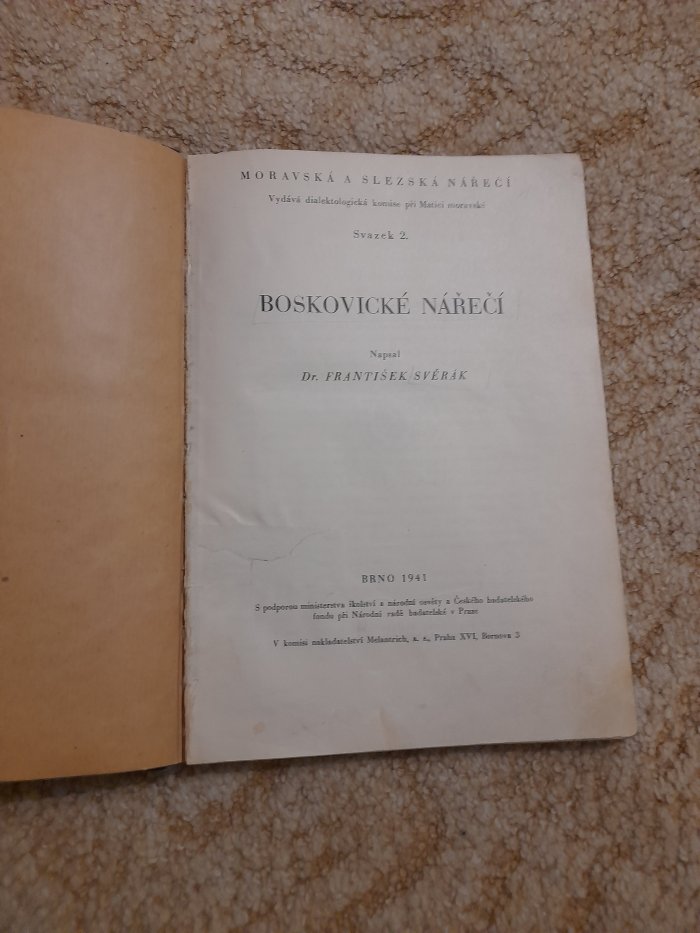 MORAVSKÁ A SLEZSKÁ NÁŘEČÍ
Vydává dialektologická komise při Matici moravské
Svazek 2.
BOSKOVICKÉ NÁŘEČÍ
Napsal
Dr. FRANTIŠEK SVĚRÁK
BRNO 1941
S podporou ministerstva školství a národní osvěty a Českého badatelského
fondu při Národní radě badatelské v Praze
V komisi nakladatelství Melantrich, a. s., Praha XVI, Bornova 3